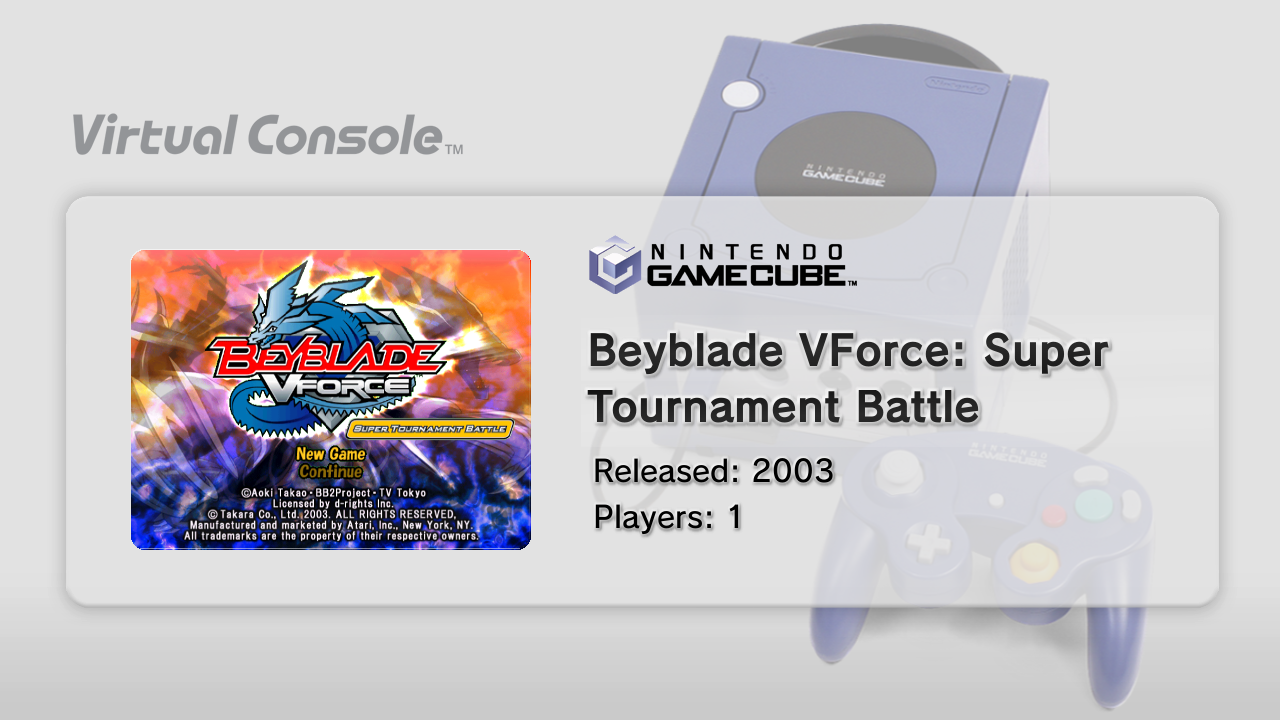 Virtual Console™
Nintendo
NINTENDO
GAMECUBE
NINTENDO
GAMECUBE™
BEYBLADE
VFORCE
SUPER TOURNAMENT BATTLE
New Game
Continue
©Aoki Takao・BB2Project・TV Tokyo
Licensed by d-rights Inc.
©Takara Co., Ltd. 2003. ALL RIGHTS RESERVED,
Manufactured and marketed by Atari, Inc., New York, NY.
All trademarks are the property of their respective owners.
Beyblade VForce: Super
Tournament Battle
Released: 2003
Players: 1
NINTENDO
GAMECUBE